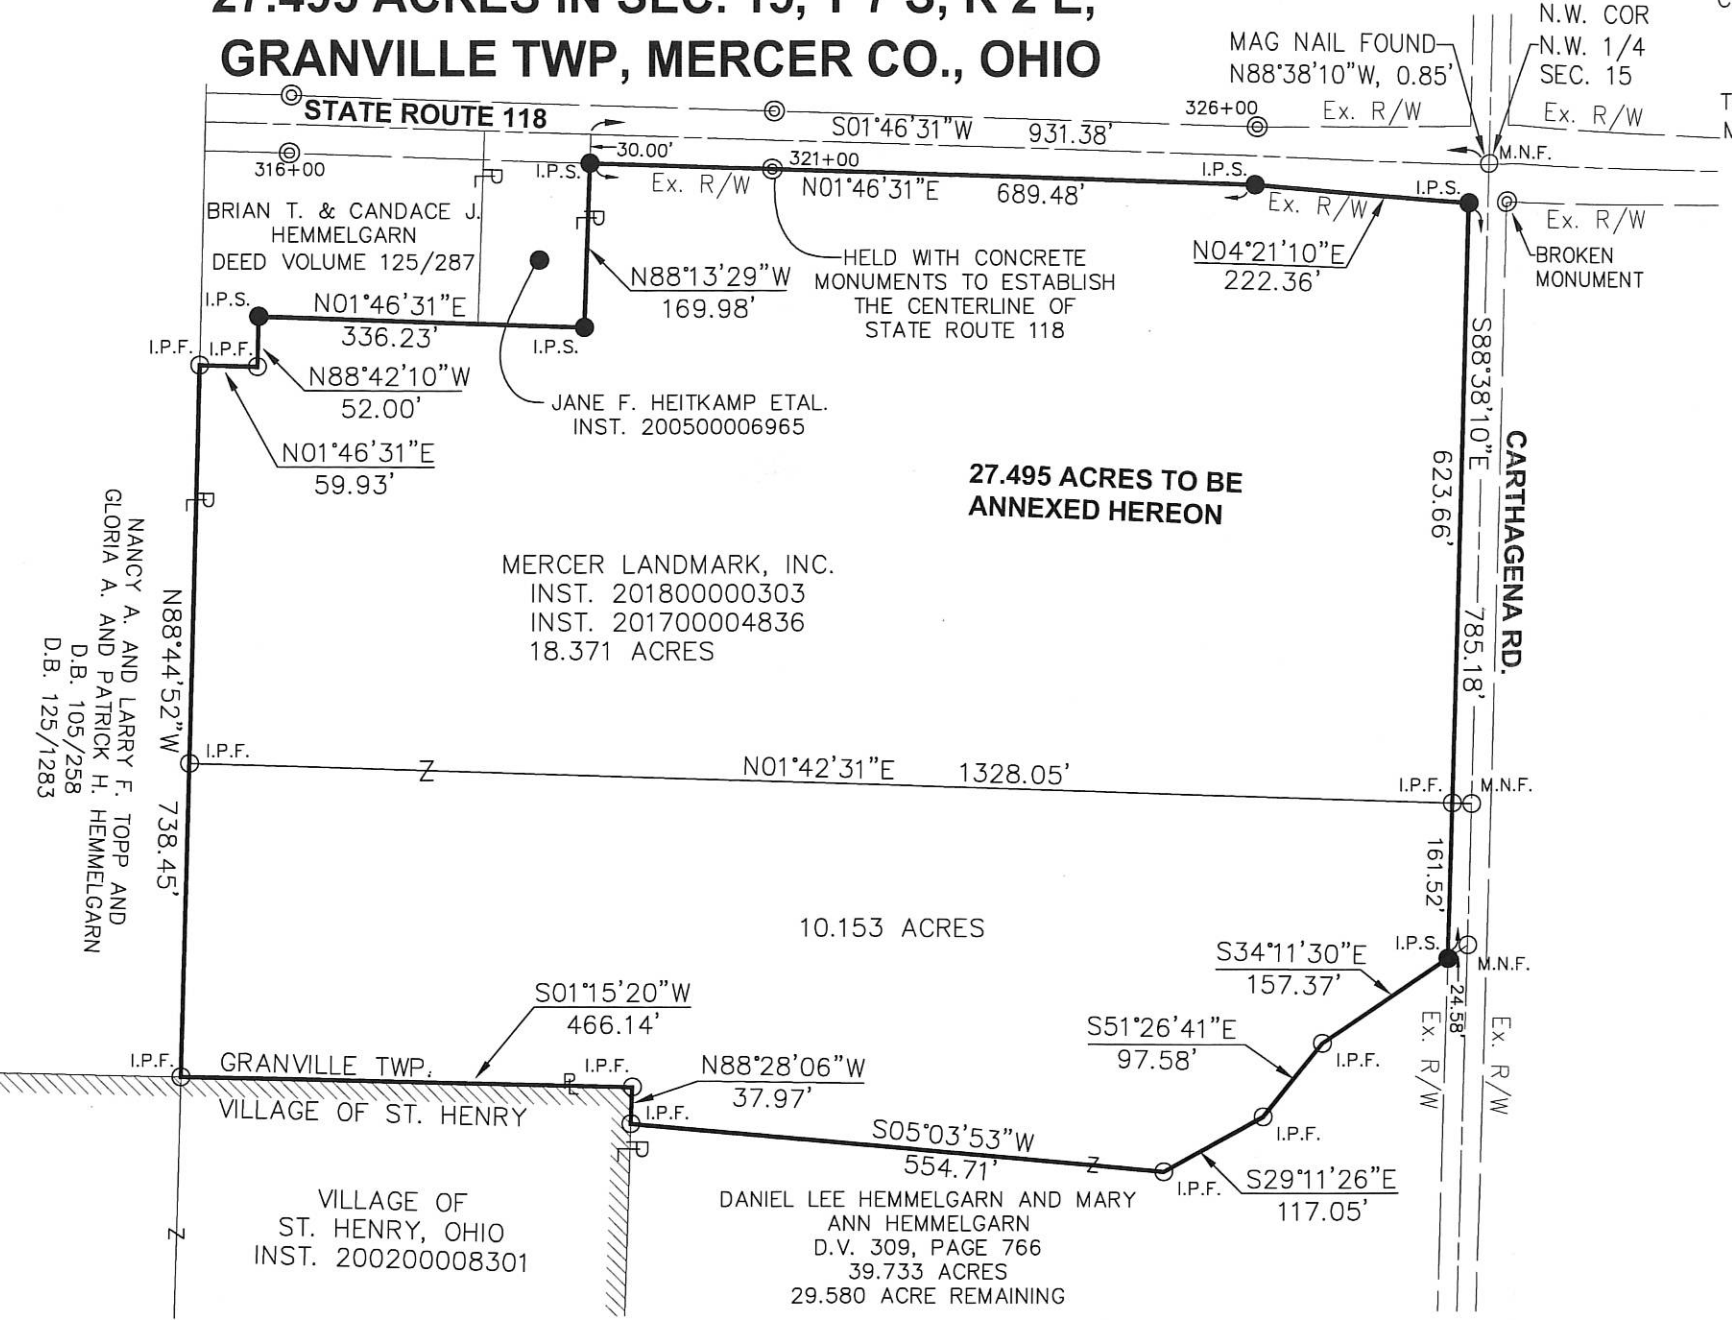 27.495 ACRES IN SEC. 15, T 7 S, R 2 E,
GRANVILLE TWP, MERCER CO., OHIO
MAG NAIL FOUND
N88°38'10"W, 0.85'
N.W. COR
N.W. 1/4
SEC. 15
STATE ROUTE 118
326+00
Ex. R/W
Ex. R/W
S01°46'31"W 931.38'
M.N.F.
30.00'
321+00
316+00
I.P.S.
Ex. R/W
N01°46'31"E 689.48'
I.P.S.
Ex. R/W
I.P.S.
Ex. R/W
BROKEN
MONUMENT
BRIAN T. & CANDACE J.
HEMMELGARN
DEED VOLUME 125/287
N88°13'29"W
169.98'
HELD WITH CONCRETE
MONUMENTS TO ESTABLISH
THE CENTERLINE OF
STATE ROUTE 118
N04°21'10"E
222.36'
I.P.S.
N01°46'31"E
336.23'
I.P.S.
I.P.F.
I.P.F.
N88°42'10"W
52.00'
JANE F. HEITKAMP ETAL.
INST. 200500006965
N01°46'31"E
59.93'
27.495 ACRES TO BE
ANNEXED HEREON
S88°38'10"E
785.18'
623.66'
CARTHAGENA RD.
MERCER LANDMARK, INC.
INST. 201800000303
INST. 201700004836
18.371 ACRES
NANCY A. AND LARRY F. TOPP AND
GLORIA A. AND PATRICK H. HEMMELGARN
D.B. 105/258
D.B. 125/1283
N88°44'52"W 738.45'
I.P.F.
Z
N01°42'31"E 1328.05'
I.P.F.
M.N.F.
161.52'
10.153 ACRES
I.P.S.
M.N.F.
24.58'
Ex. R/W
Ex. R/W
S34°11'30"E
157.37'
S51°26'41"E
97.58'
I.P.F.
I.P.F.
S01°15'20"W
466.14'
I.P.F.
GRANVILLE TWP.
I.P.F.
VILLAGE OF ST. HENRY
N88°28'06"W
37.97'
I.P.F.
S05°03'53"W
554.71'
Z
I.P.F.
S29°11'26"E
117.05'
VILLAGE OF
ST. HENRY, OHIO
INST. 200200008301
Z
DANIEL LEE HEMMELGARN AND MARY
ANN HEMMELGARN
D.V. 309, PAGE 766
39.733 ACRES
29.580 ACRE REMAINING